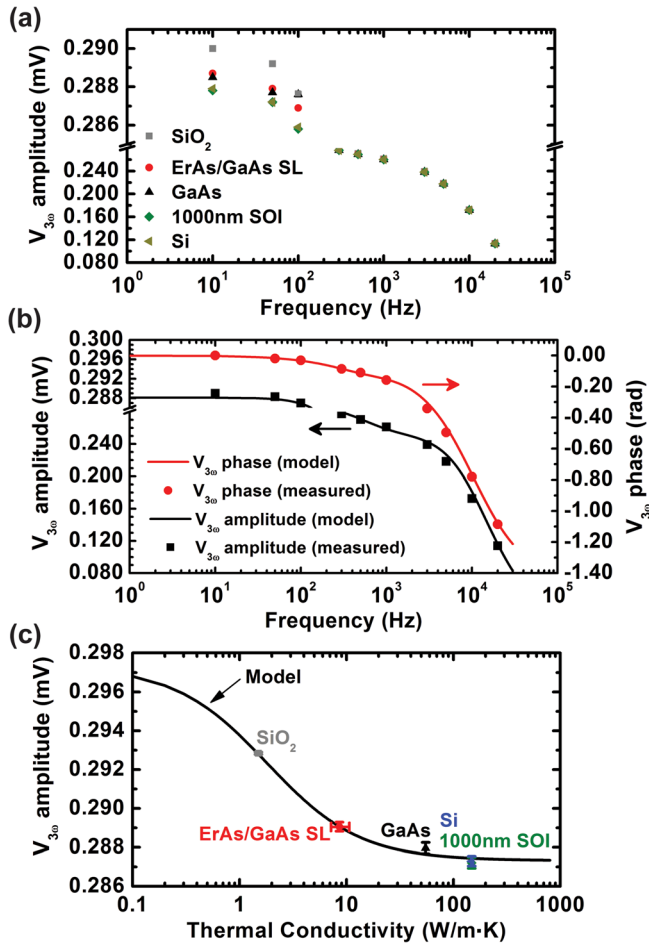 (a)
0.290
0.288
0.286
0.240
0.200
0.160
0.120
0.080
V3ω amplitude (mV)
SiO2
ErAs/GaAs SL
GaAs
1000nm SOI
Si
10^0 10^1 10^2 10^3 10^4 10^5
Frequency (Hz)
(b)
0.300
0.296
0.292
0.288
0.240
0.200
0.160
0.120
0.080
V3ω amplitude (mV)
0.00
-0.20
-0.40
-0.60
-0.80
-1.00
-1.20
-1.40
V3ω phase (rad)
V3ω phase (model)
V3ω phase (measured)
V3ω amplitude (model)
V3ω amplitude (measured)
10^0 10^1 10^2 10^3 10^4 10^5
Frequency (Hz)
(c)
0.298
0.296
0.294
0.292
0.290
0.288
0.286
V3ω amplitude (mV)
Model
SiO2
ErAs/GaAs SL
GaAs
Si
1000nm SOI
0.1 1 10 100 1000
Thermal Conductivity (W/m·K)